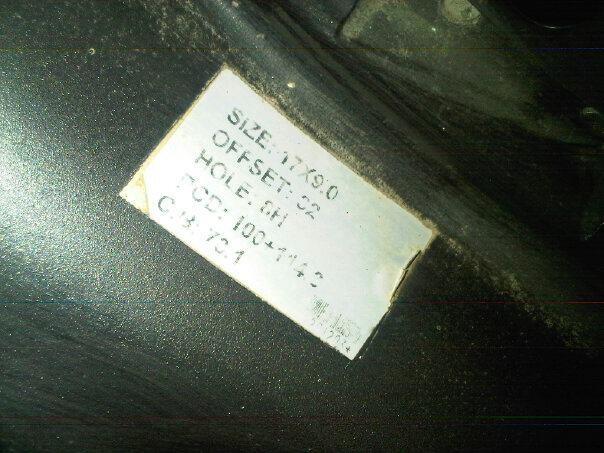 SIZE: 17X9.0
OFFSET: 32
HOLE: 8H
PCD: 100+114.3
C.B: 73.1